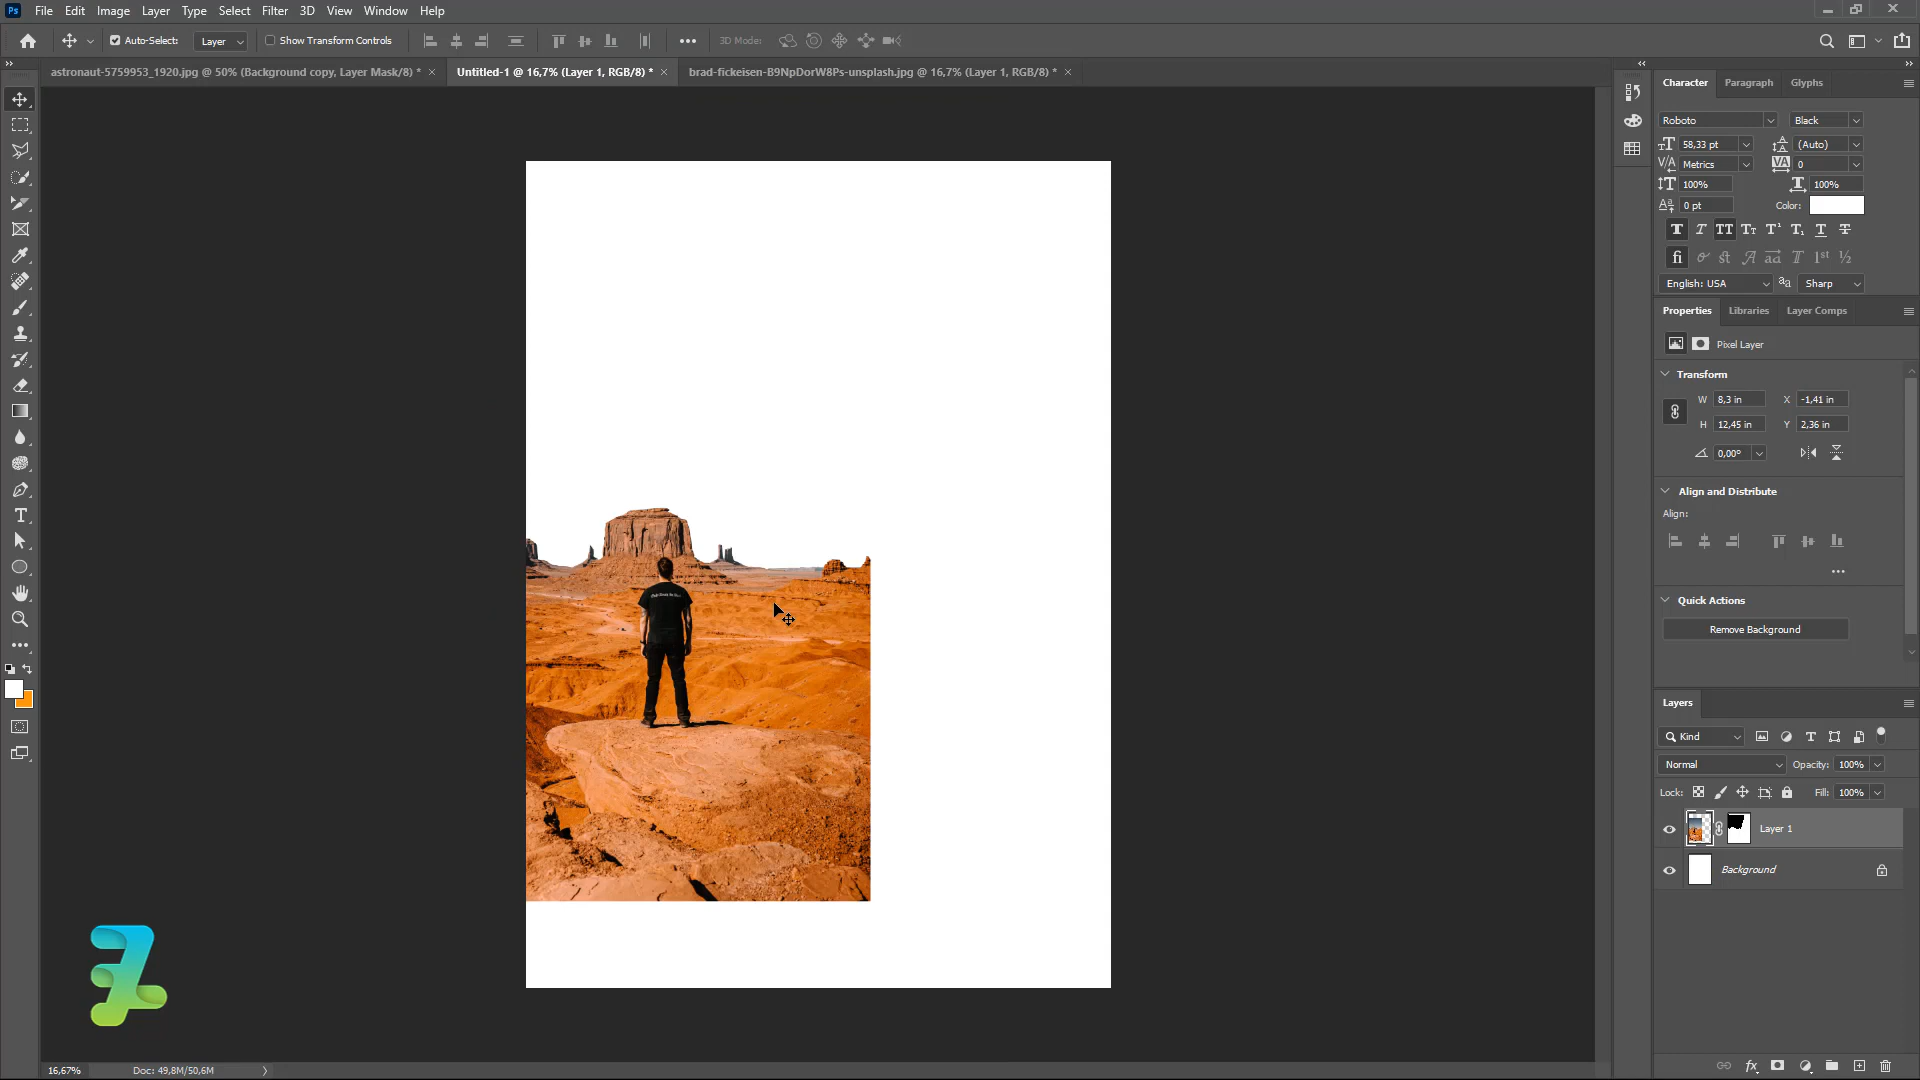 Ps File Edit Image Layer Type Select Filter 3D View Window Help
Auto-Select: Layer Show Transform Controls 3D Mode:
astronaut-5759953_1920.jpg @ 50% (Background copy, Layer Mask/8) * Untitled-1 @ 16,7% (Layer 1, RGB/8) * brad-fickeisen-B9NpDorW8Ps-unsplash.jpg @ 16,7% (Layer 1, RGB/8) *
Character Paragraph Glyphs
Roboto Black
58,33 pt (Auto)
Metrics 0
100% 100%
0 pt Color:
English: USA Sharp
Properties Libraries Layer Comps
Pixel Layer
Transform
W 8,3 in X -1,41 in
H 12,45 in Y 2,36 in
0,00°
Align and Distribute
Align:
Quick Actions
Remove Background
Layers
Kind
Normal Opacity: 100%
Lock: Fill: 100%
Layer 1
Background
16,67% Doc: 49,8M/50,6M